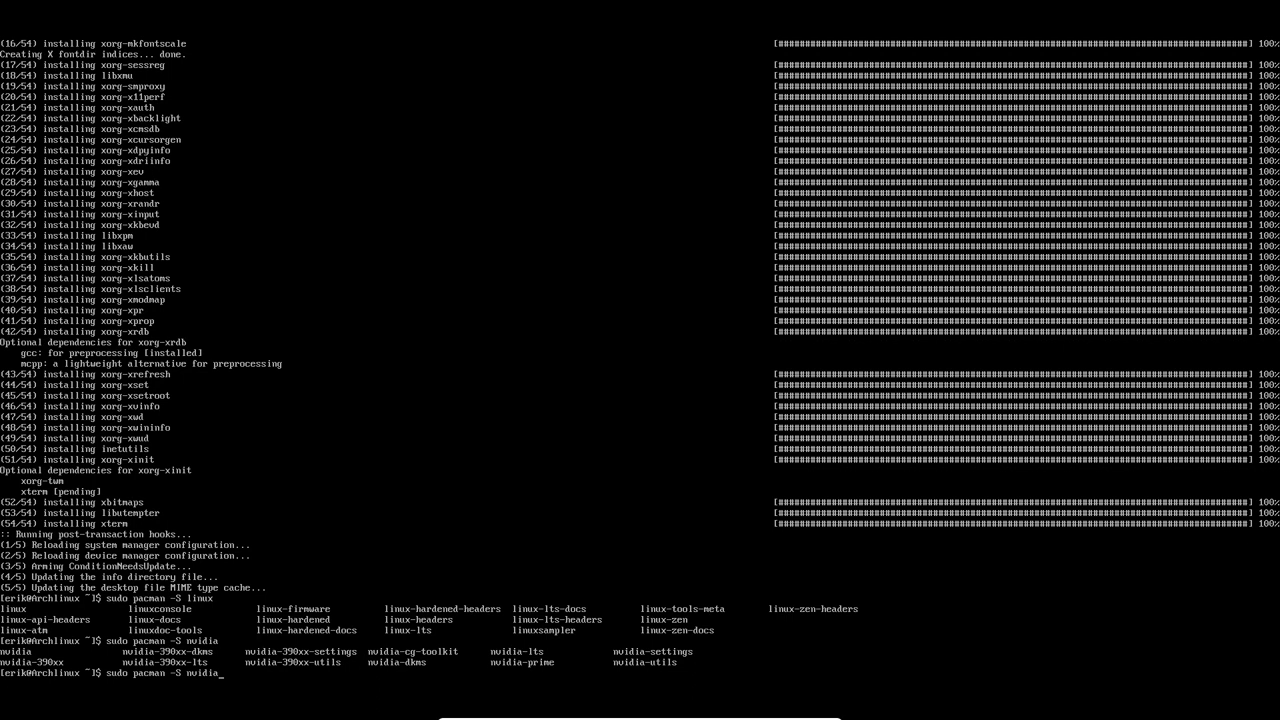 (16/54) installing xorg-mkfontscale [######################################################################################] 100%
Creating X fontdir indices... done.
(17/54) installing xorg-sessreg [######################################################################################] 100%
(18/54) installing libxmu [######################################################################################] 100%
(19/54) installing xorg-smproxy [######################################################################################] 100%
(20/54) installing xorg-x11perf [######################################################################################] 100%
(21/54) installing xorg-xauth [######################################################################################] 100%
(22/54) installing xorg-xbacklight [######################################################################################] 100%
(23/54) installing xorg-xcmsdb [######################################################################################] 100%
(24/54) installing xorg-xcursorgen [######################################################################################] 100%
(25/54) installing xorg-xdpyinfo [######################################################################################] 100%
(26/54) installing xorg-xdriinfo [######################################################################################] 100%
(27/54) installing xorg-xev [######################################################################################] 100%
(28/54) installing xorg-xgamma [######################################################################################] 100%
(29/54) installing xorg-xhost [######################################################################################] 100%
(30/54) installing xorg-xrandr [######################################################################################] 100%
(31/54) installing xorg-xinput [######################################################################################] 100%
(32/54) installing xorg-xkbevd [######################################################################################] 100%
(33/54) installing libxpm [######################################################################################] 100%
(34/54) installing libxaw [######################################################################################] 100%
(35/54) installing xorg-xkbutils [######################################################################################] 100%
(36/54) installing xorg-xkill [######################################################################################] 100%
(37/54) installing xorg-xlsatoms [######################################################################################] 100%
(38/54) installing xorg-xlsclients [######################################################################################] 100%
(39/54) installing xorg-xmodmap [######################################################################################] 100%
(40/54) installing xorg-xpr [######################################################################################] 100%
(41/54) installing xorg-xprop [######################################################################################] 100%
(42/54) installing xorg-xrdb [######################################################################################] 100%
Optional dependencies for xorg-xrdb
gcc: for preprocessing [installed]
mcpp: a lightweight alternative for preprocessing
(43/54) installing xorg-xrefresh [######################################################################################] 100%
(44/54) installing xorg-xset [######################################################################################] 100%
(45/54) installing xorg-xsetroot [######################################################################################] 100%
(46/54) installing xorg-xvinfo [######################################################################################] 100%
(47/54) installing xorg-xwd [######################################################################################] 100%
(48/54) installing xorg-xwininfo [######################################################################################] 100%
(49/54) installing xorg-xwud [######################################################################################] 100%
(50/54) installing inetutils [######################################################################################] 100%
(51/54) installing xorg-xinit [######################################################################################] 100%
Optional dependencies for xorg-xinit
xorg-twm
xterm [pending]
(52/54) installing xbitmaps [######################################################################################] 100%
(53/54) installing libutempter [######################################################################################] 100%
(54/54) installing xterm [######################################################################################] 100%
:: Running post-transaction hooks...
(1/5) Reloading system manager configuration...
(2/5) Reloading device manager configuration...
(3/5) Arming ConditionNeedsUpdate...
(4/5) Updating the info directory file...
(5/5) Updating the desktop file MIME type cache...
[erik@Archlinux ~]$ sudo pacman -S linux
linux linuxconsole linux-firmware linux-hardened-headers linux-lts-docs linux-tools-meta linux-zen-headers
linux-api-headers linux-docs linux-hardened linux-headers linux-lts-headers linux-zen
linux-atm linuxdoc-tools linux-hardened-docs linux-lts linuxsampler linux-zen-docs
[erik@Archlinux ~]$ sudo pacman -S nvidia
nvidia nvidia-390xx-dkms nvidia-390xx-settings nvidia-cg-toolkit nvidia-lts nvidia-settings
nvidia-390xx nvidia-390xx-lts nvidia-390xx-utils nvidia-dkms nvidia-prime nvidia-utils
[erik@Archlinux ~]$ sudo pacman -S nvidia_